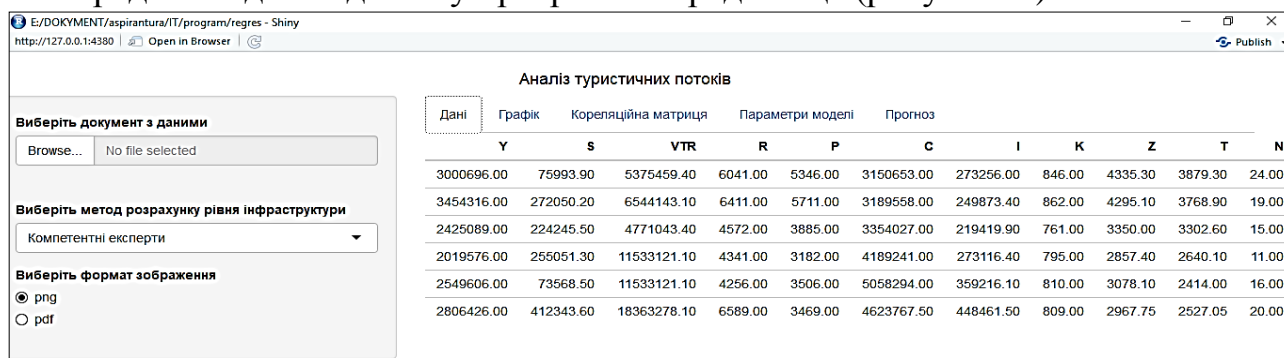 E:/DOKYMENT/aspirantura/IT/program/regres - Shiny
http://127.0.0.1:4380 Open in Browser Publish
Аналіз туристичних потоків
Виберіть документ з даними
Browse... No file selected
Виберіть метод розрахунку рівня інфраструктури
Компетентні експерти
Виберіть формат зображення
png
pdf
Дані Графік Кореляційна матриця Параметри моделі Прогноз
Y S VTR R P C I K Z T N
3000696.00 75993.90 5375459.40 6041.00 5346.00 3150653.00 273256.00 846.00 4335.30 3879.30 24.00
3454316.00 272050.20 6544143.10 6411.00 5711.00 3189558.00 249873.40 862.00 4295.10 3768.90 19.00
2425089.00 224245.50 4771043.40 4572.00 3885.00 3354027.00 219419.90 761.00 3350.00 3302.60 15.00
2019576.00 255051.30 11533121.10 4341.00 3182.00 4189241.00 273116.40 795.00 2857.40 2640.10 11.00
2549606.00 73568.50 11533121.10 4256.00 3506.00 5058294.00 359216.10 810.00 3078.10 2414.00 16.00
2806426.00 412343.60 18363278.10 6589.00 3469.00 4623767.50 448461.50 809.00 2967.75 2527.05 20.00